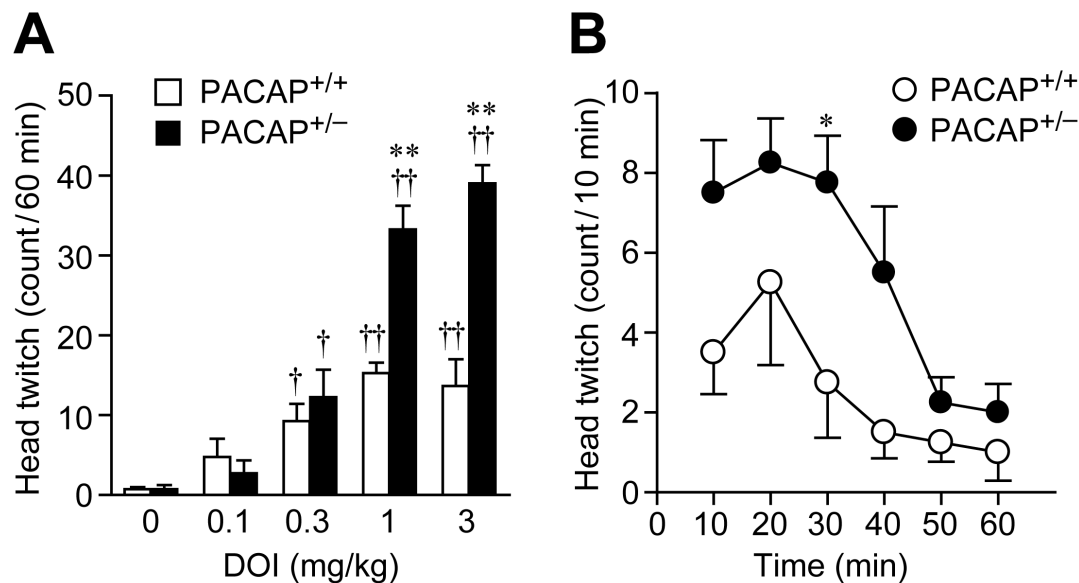 A
PACAP+/+
PACAP+/–
Head twitch (count/60 min)
50
40
30
20
10
0
†
†
††
**
††
††
**
††
0 0.1 0.3 1 3
DOI (mg/kg)
B
PACAP+/+
PACAP+/–
Head twitch (count/10 min)
10
8
6
4
2
0
*
0 10 20 30 40 50 60
Time (min)